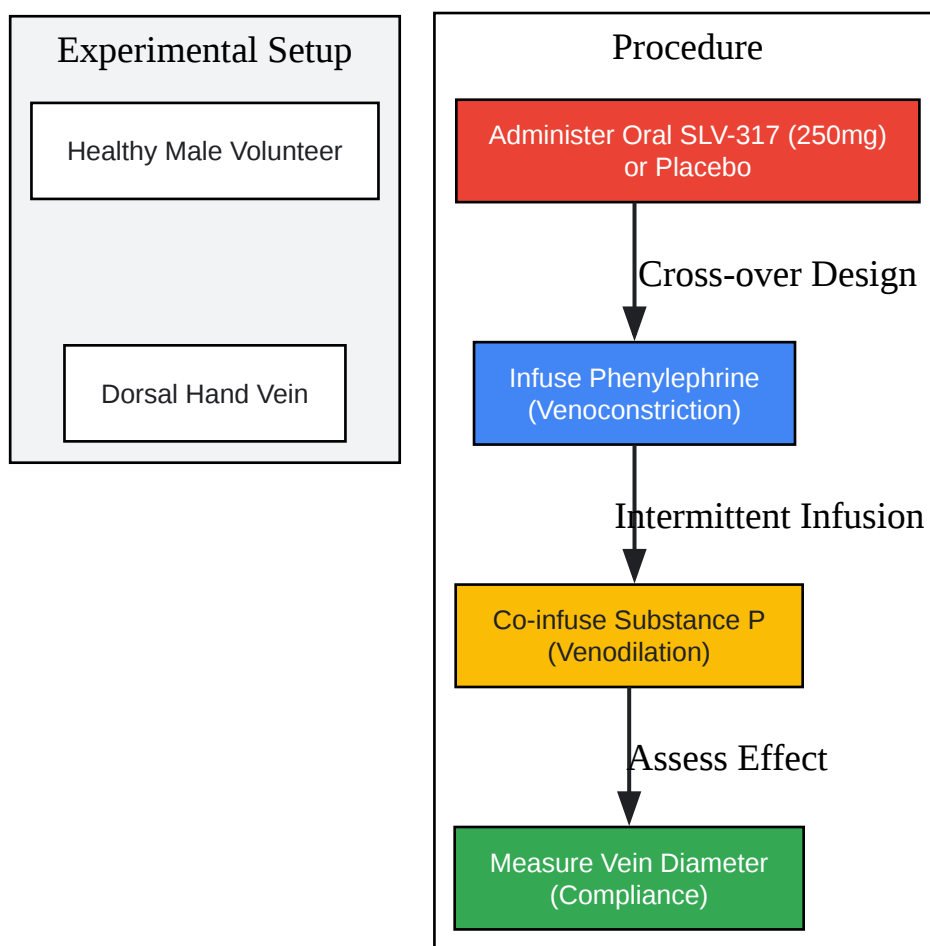 Experimental Setup
Healthy Male Volunteer
Dorsal Hand Vein
Procedure
Administer Oral SLV-317 (250mg)
or Placebo
Cross-over Design
Infuse Phenylephrine
(Venoconstriction)
Intermittent Infusion
Co-infuse Substance P
(Venodilation)
Assess Effect
Measure Vein Diameter
(Compliance)